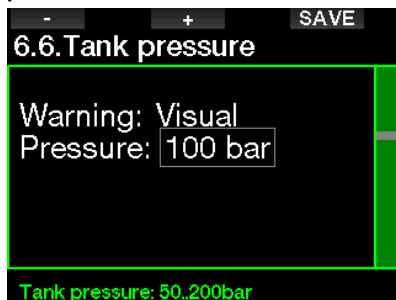 - + SAVE
6.6.Tank pressure
Warning: Visual
Pressure: 100 bar
Tank pressure: 50..200bar